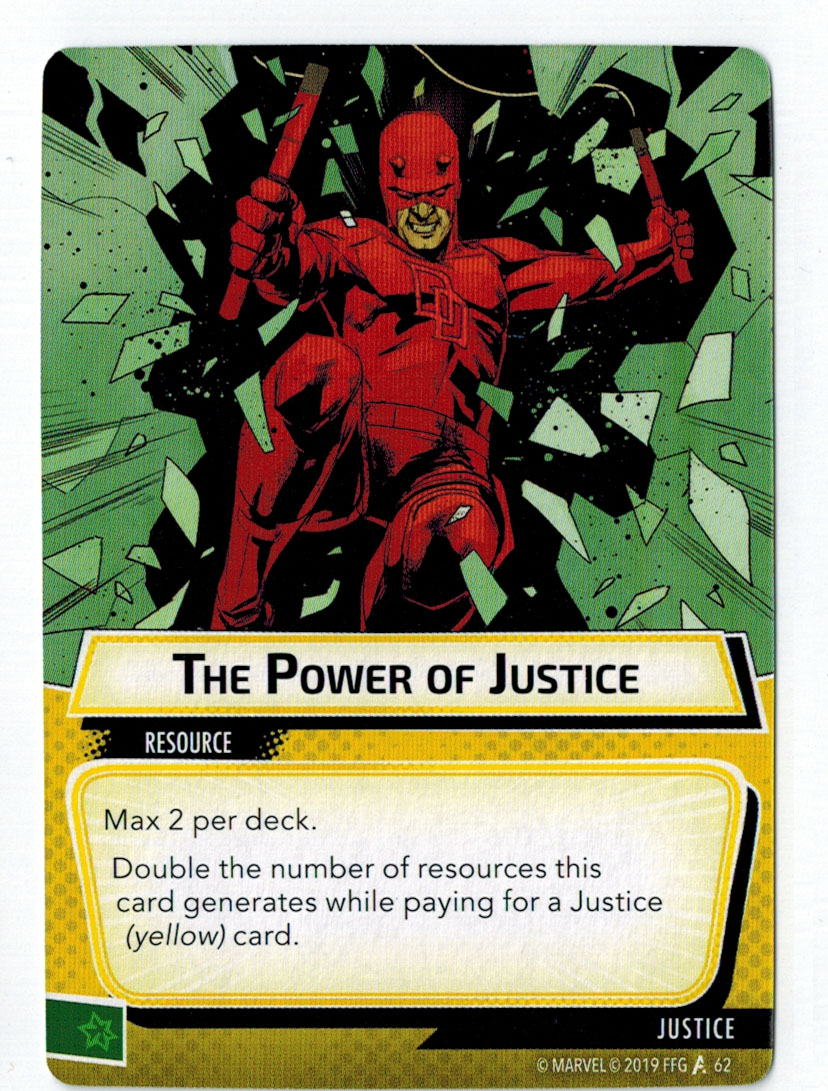 THE POWER OF JUSTICE
RESOURCE
Max 2 per deck.
Double the number of resources this
card generates while paying for a Justice
(yellow) card.
JUSTICE
© MARVEL © 2019 FFG 62